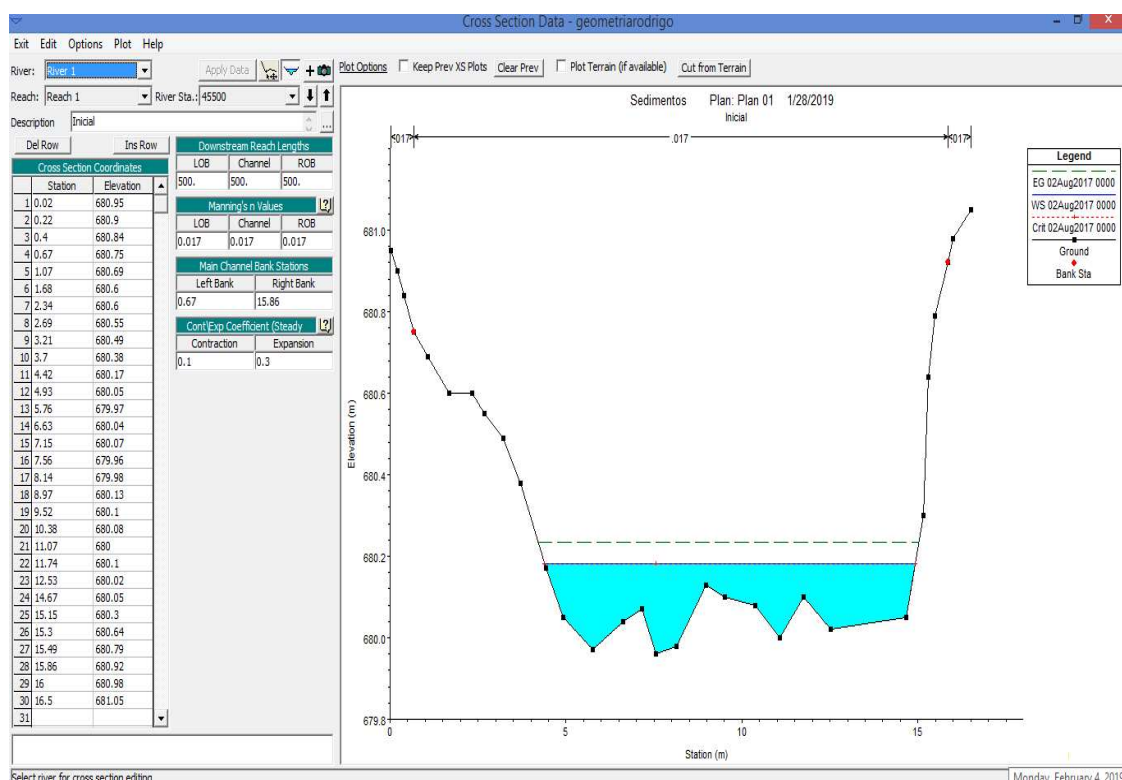 Cross Section Data - geometriarodrigo
Exit Edit Options Plot Help
River: River 1 Apply Data Plot Options Keep Prev XS Plots Clear Prev Plot Terrain (if available) Cut from Terrain
Reach: Reach 1 River Sta.: 45500
Description Inicial ...
Del Row Ins Row
Cross Section Coordinates
Station Elevation
1 0.02 680.95
2 0.22 680.9
3 0.4 680.84
4 0.67 680.75
5 1.07 680.69
6 1.68 680.6
7 2.34 680.6
8 2.69 680.55
9 3.21 680.49
10 3.7 680.38
11 4.42 680.17
12 4.93 680.05
13 5.76 679.97
14 6.63 680.04
15 7.15 680.07
16 7.56 679.96
17 8.14 679.98
18 8.97 680.13
19 9.52 680.1
20 10.38 680.08
21 11.07 680
22 11.74 680.1
23 12.53 680.02
24 14.67 680.05
25 15.15 680.3
26 15.3 680.64
27 15.49 680.79
28 15.86 680.92
29 16 680.98
30 16.5 681.05
31
Downstream Reach Lengths
LOB Channel ROB
500. 500. 500.
Manning's n Values
LOB Channel ROB
0.017 0.017 0.017
Main Channel Bank Stations
Left Bank Right Bank
0.67 15.86
Cont\Exp Coefficient (Steady
Contraction Expansion
0.1 0.3
Sedimentos Plan: Plan 01 1/28/2019
Inicial
.017 .017 .017
Legend
EG 02Aug2017 0000
WS 02Aug2017 0000
Crit 02Aug2017 0000
Ground
Bank Sta
681.0
680.8
680.6
680.4
680.2
680.0
679.8
Elevation (m)
0 5 10 15
Station (m)
Select river for cross section editing
Monday, February 4, 2019